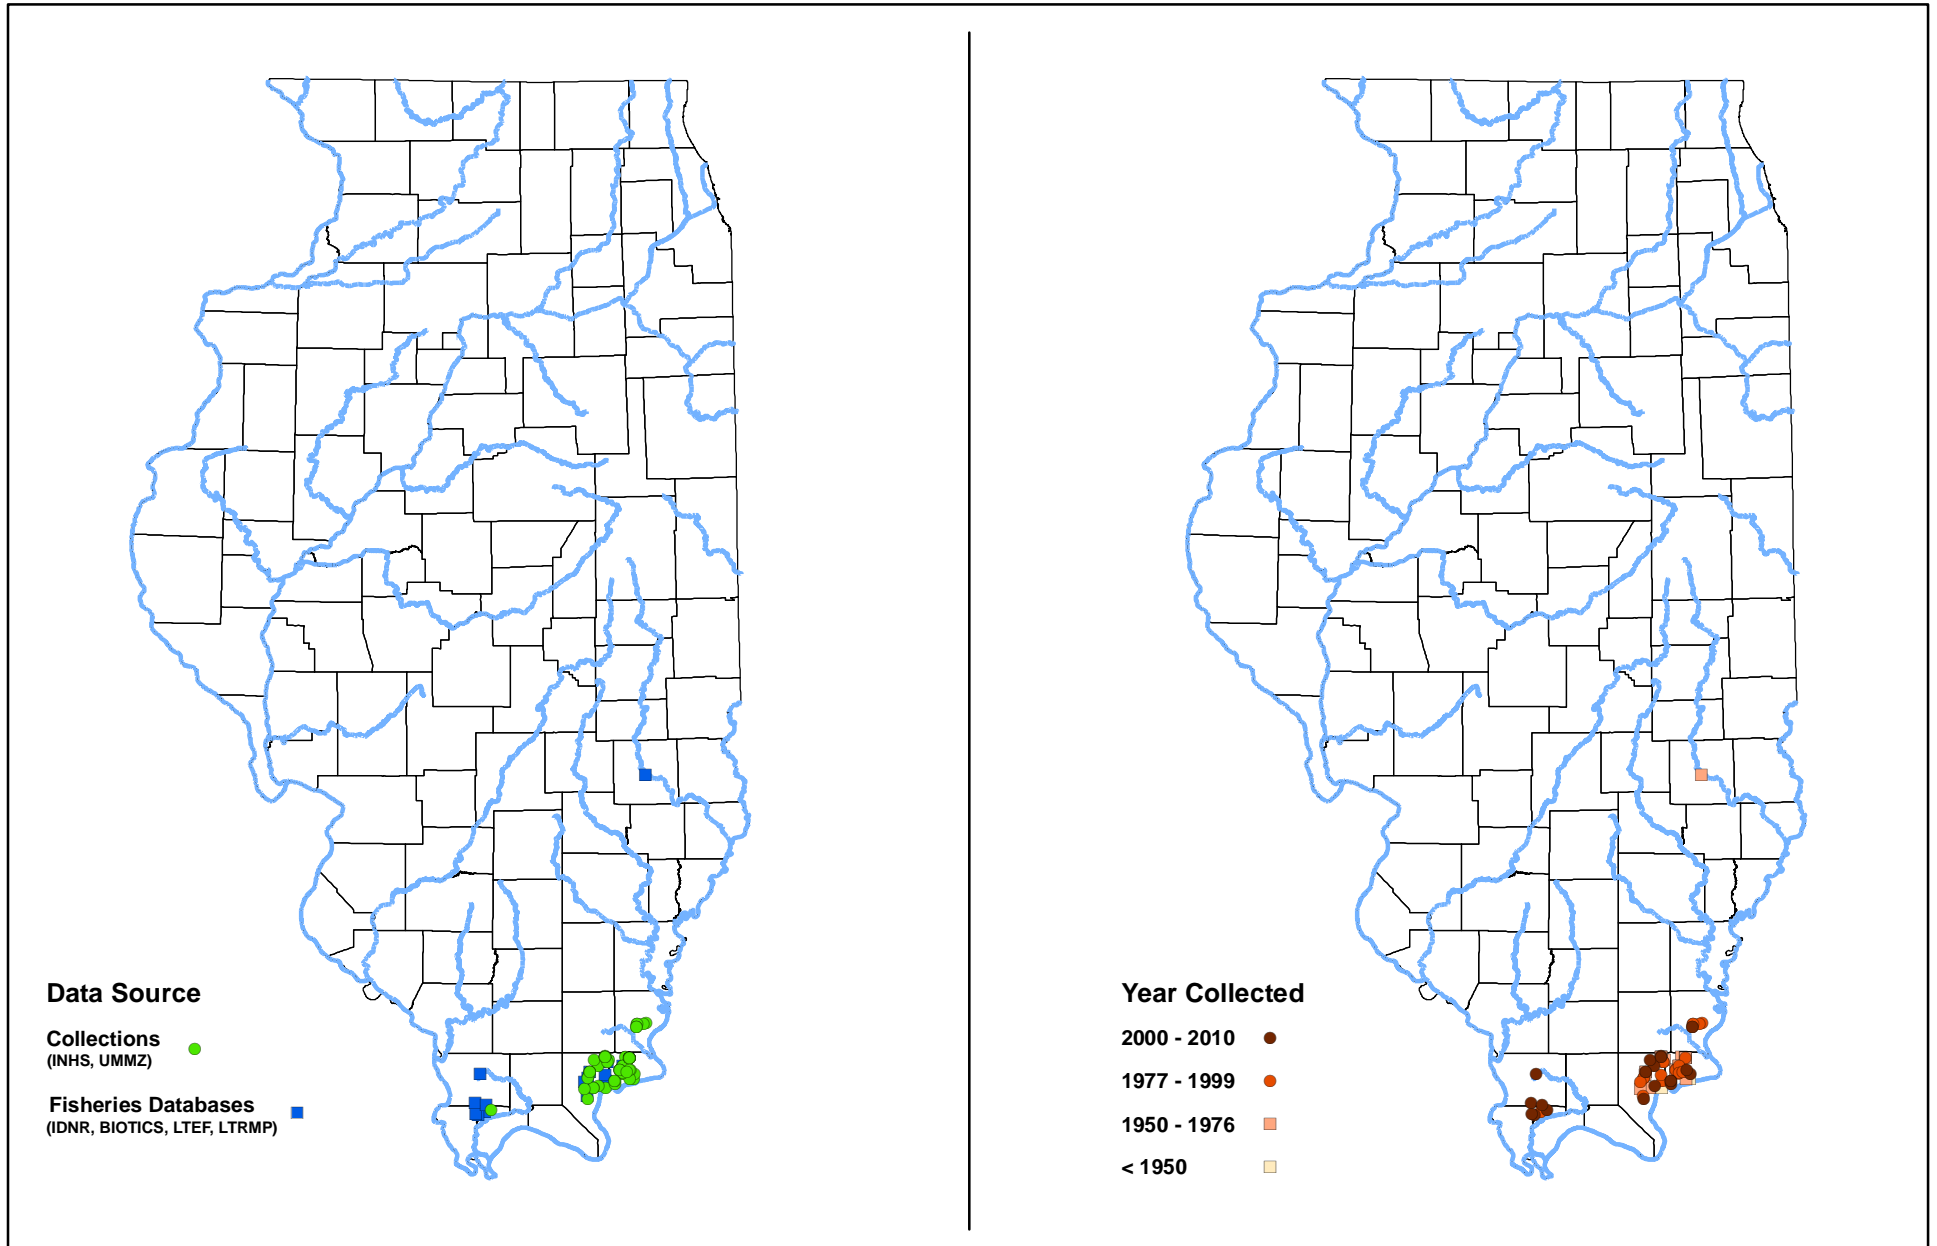 Data Source
Collections
(INHS, UMMZ)
Fisheries Databases
(IDNR, BIOTICS, LTEF, LTRMP)
Year Collected
2000 - 2010
1977 - 1999
1950 - 1976
< 1950